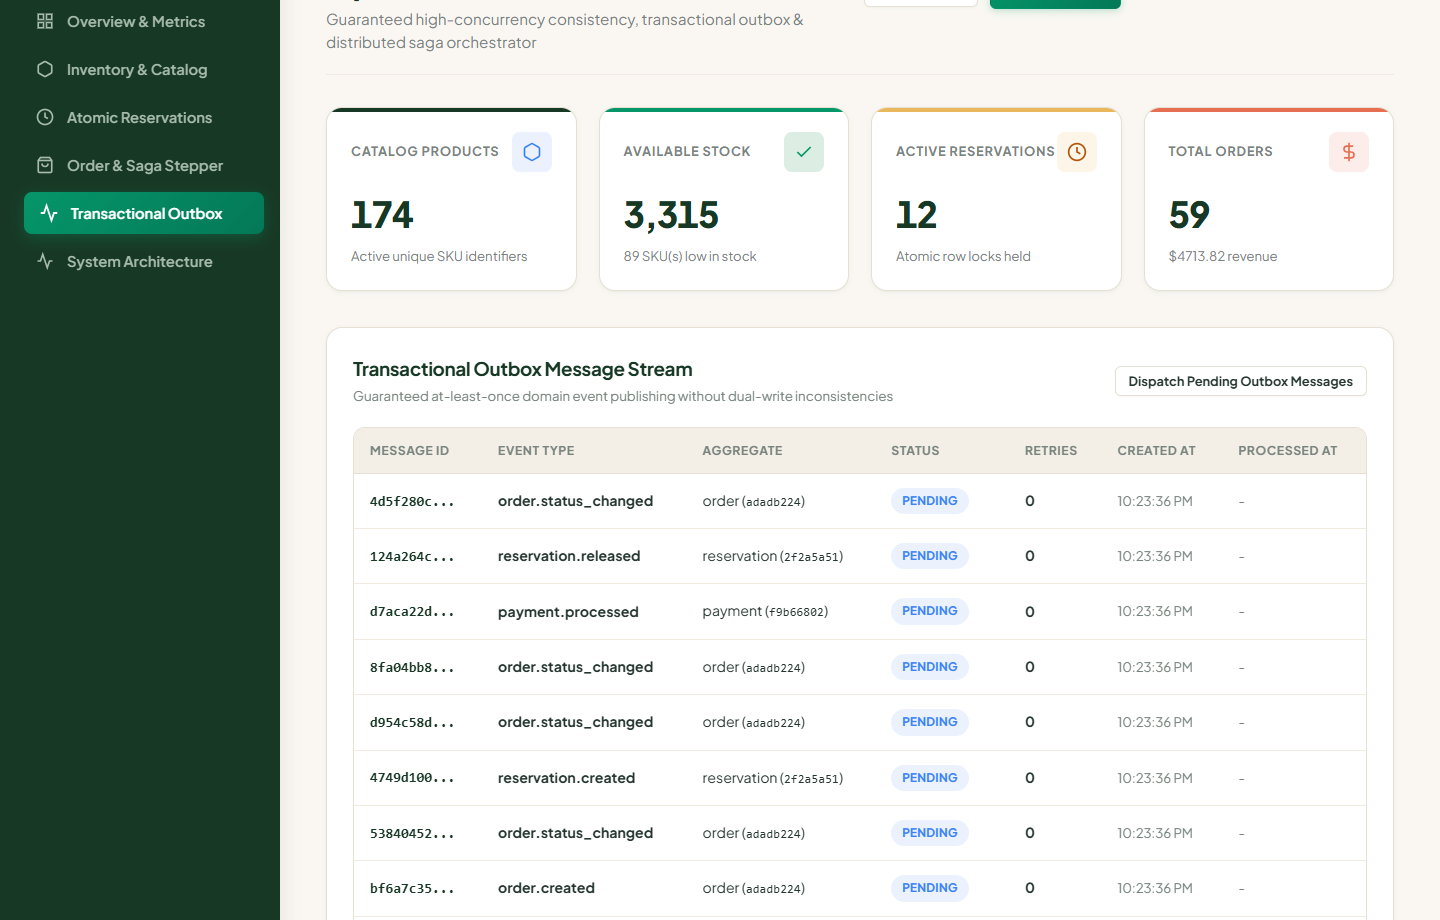 Overview & Metrics
Inventory & Catalog
Atomic Reservations
Order & Saga Stepper
Transactional Outbox
System Architecture
Guaranteed high-concurrency consistency, transactional outbox &
distributed saga orchestrator
CATALOG PRODUCTS
174
Active unique SKU identifiers
AVAILABLE STOCK
3,315
89 SKU(s) low in stock
ACTIVE RESERVATIONS
12
Atomic row locks held
TOTAL ORDERS
59
$4713.82 revenue
Transactional Outbox Message Stream
Guaranteed at-least-once domain event publishing without dual-write inconsistencies
Dispatch Pending Outbox Messages
MESSAGE ID EVENT TYPE AGGREGATE STATUS RETRIES CREATED AT PROCESSED AT
4d5f280c... order.status_changed order (adadb224) PENDING 0 10:23:36 PM -
124a264c... reservation.released reservation (2f2a5a51) PENDING 0 10:23:36 PM -
d7aca22d... payment.processed payment (f9b66802) PENDING 0 10:23:36 PM -
8fa04bb8... order.status_changed order (adadb224) PENDING 0 10:23:36 PM -
d954c58d... order.status_changed order (adadb224) PENDING 0 10:23:36 PM -
4749d100... reservation.created reservation (2f2a5a51) PENDING 0 10:23:36 PM -
53840452... order.status_changed order (adadb224) PENDING 0 10:23:36 PM -
bf6a7c35... order.created order (adadb224) PENDING 0 10:23:36 PM -